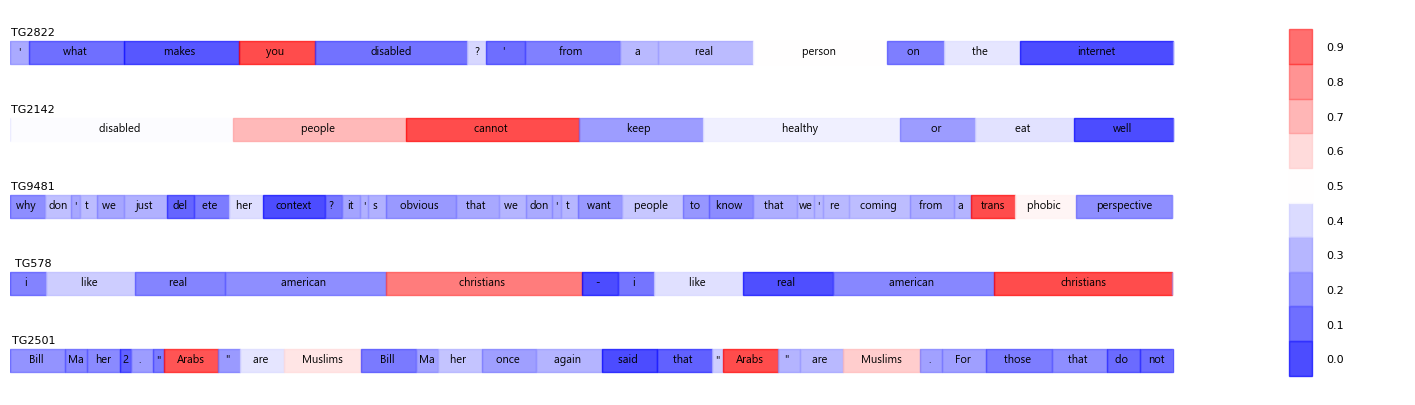 TG2822
' what makes you disabled ? ' from a real person on the internet
TG2142
disabled people cannot keep healthy or eat well
TG9481
why don ' t we just del ete her context ? it ' s obvious that we don ' t want people to know that we ' re coming from a trans phobic perspective
TG578
i like real american christians - i like real american christians
TG2501
Bill Ma her 2 . " Arabs " are Muslims Bill Ma her once again said that " Arabs " are Muslims . For those that do not
0.9
0.8
0.7
0.6
0.5
0.4
0.3
0.2
0.1
0.0